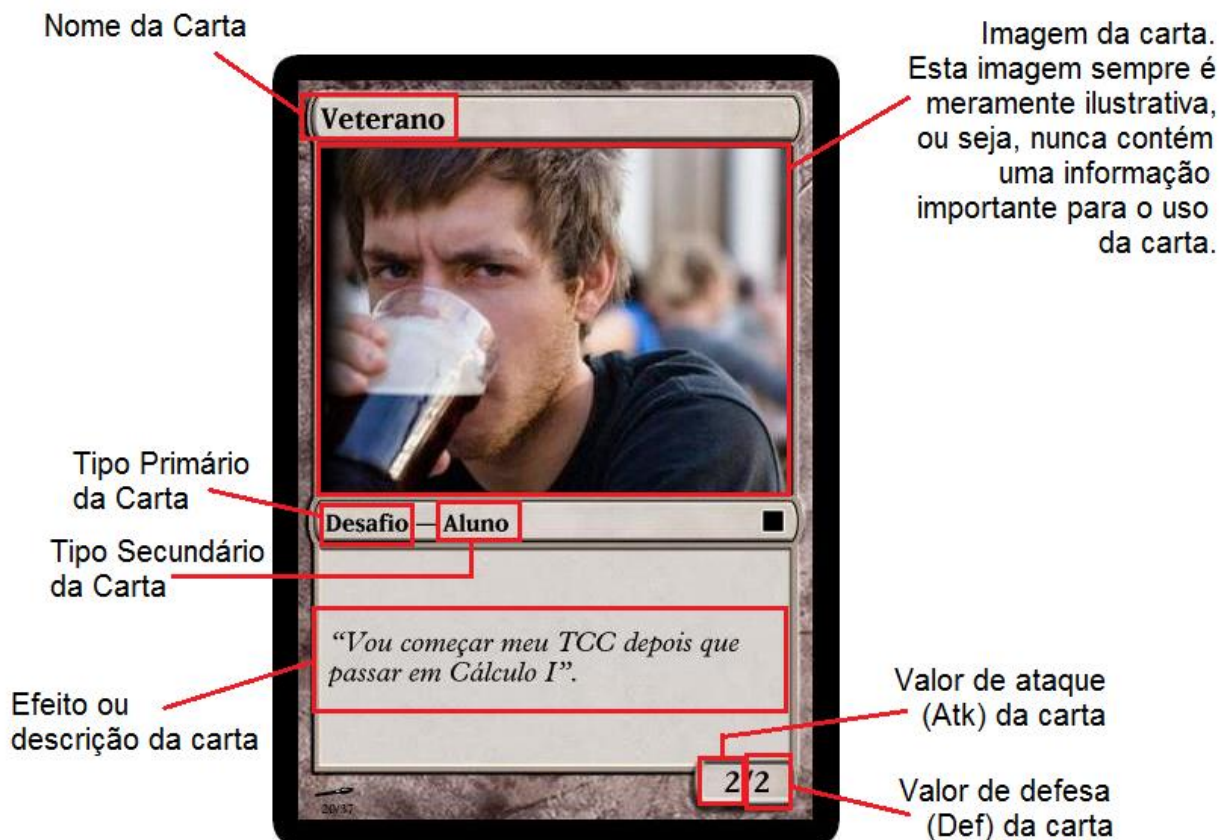 Nome da Carta
Imagem da carta.
Esta imagem sempre é
meramente ilustrativa,
ou seja, nunca contém
uma informação
importante para o uso
da carta.
Veterano
Tipo Primário
da Carta
Desafio — Aluno
Tipo Secundário
da Carta
“Vou começar meu TCC depois que
passar em Cálculo I”.
Efeito ou
descrição da carta
Valor de ataque
(Atk) da carta
2/2
Valor de defesa
(Def) da carta
20/37